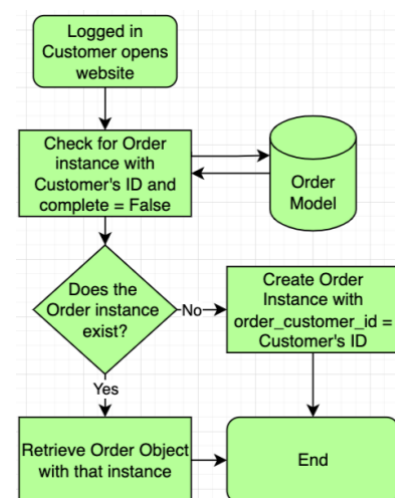 Logged in
Customer opens
website
Check for Order
instance with
Customer's ID and
complete = False
Order
Model
Does the
Order instance
exist?
No
Create Order
Instance with
order_customer_id =
Customer's ID
Yes
Retrieve Order Object
with that instance
End